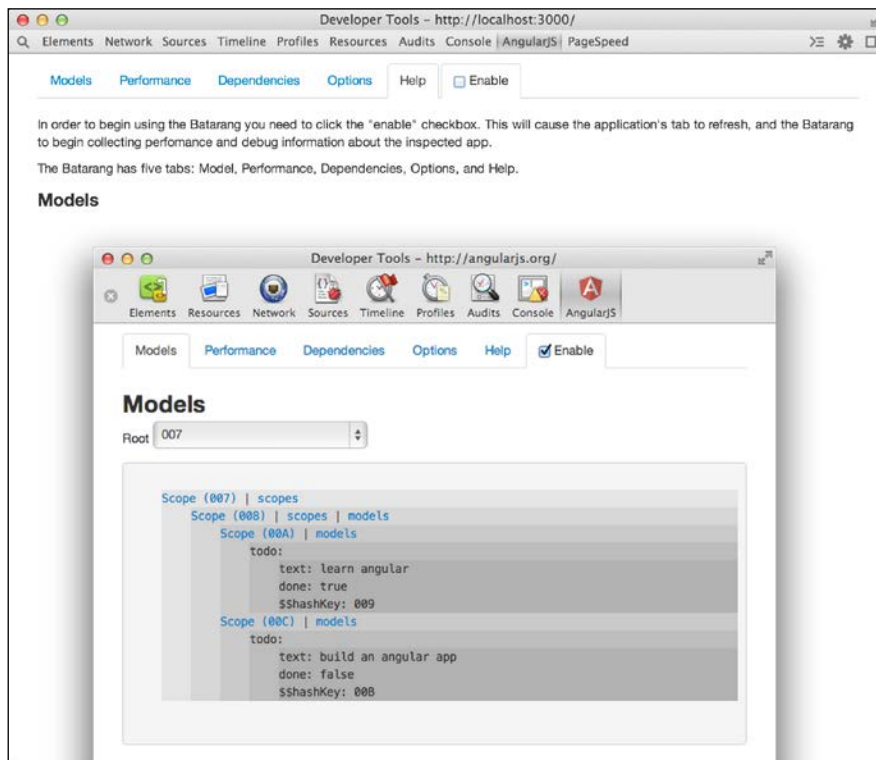 Developer Tools - http://localhost:3000/
Elements Network Sources Timeline Profiles Resources Audits Console AngularJS PageSpeed
Models Performance Dependencies Options Help Enable
In order to begin using the Batarang you need to click the "enable" checkbox. This will cause the application's tab to refresh, and the Batarang
to begin collecting perfomance and debug information about the inspected app.
The Batarang has five tabs: Model, Performance, Dependencies, Options, and Help.
Models
Developer Tools - http://angularjs.org/
Elements Resources Network Sources Timeline Profiles Audits Console AngularJS
Models Performance Dependencies Options Help Enable
Models
Root 007
Scope (007) | scopes
Scope (008) | scopes | models
Scope (00A) | models
todo:
text: learn angular
done: true
$$hashKey: 009
Scope (00C) | models
todo:
text: build an angular app
done: false
$$hashKey: 00B